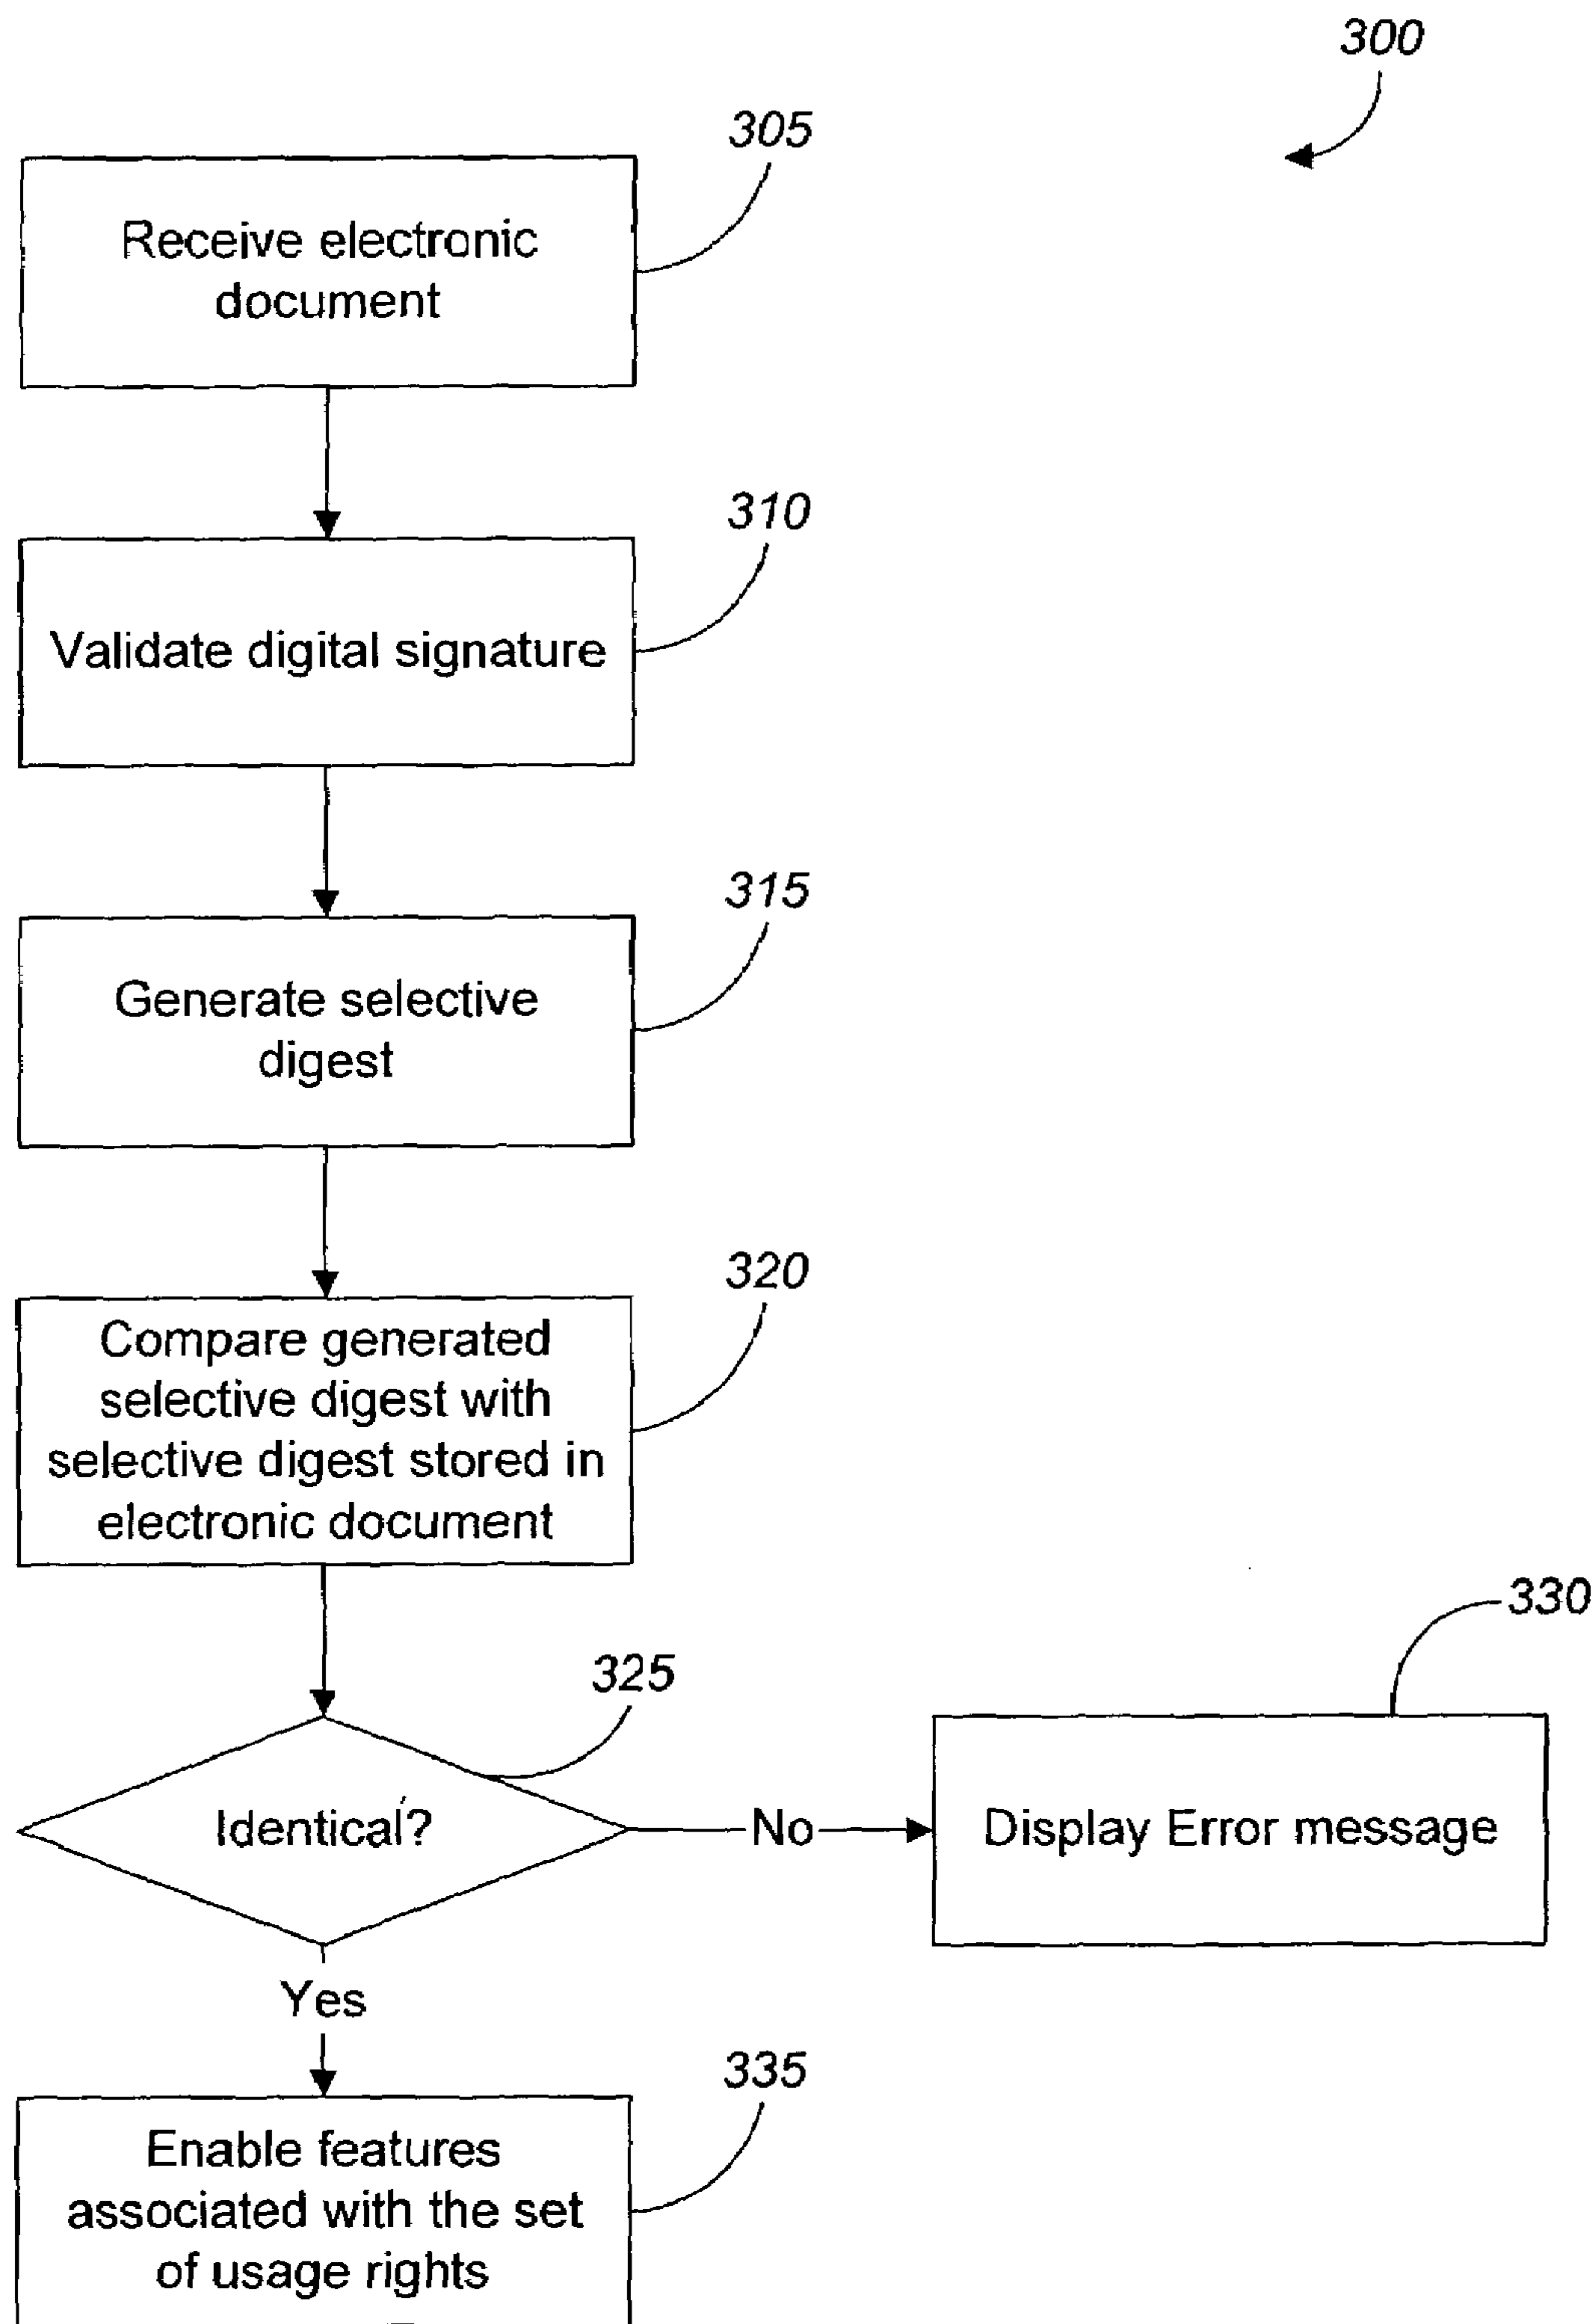 300
305
Receive electronic
document
310
Validate digital signature
315
Generate selective
digest
320
Compare generated
selective digest with
selective digest stored in
electronic document
325
Identical?
No
330
Display Error message
Yes
335
Enable features
associated with the set
of usage rights